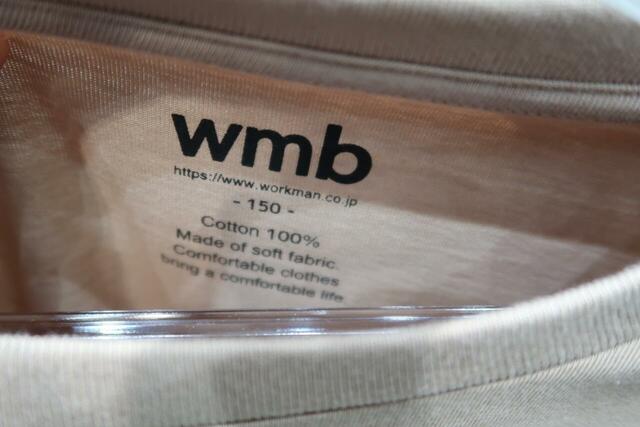 wmb
https://www.workman.co.jp
- 150 -
Cotton 100%
Made of soft fabric.
Comfortable clothes
bring a comfortable life.